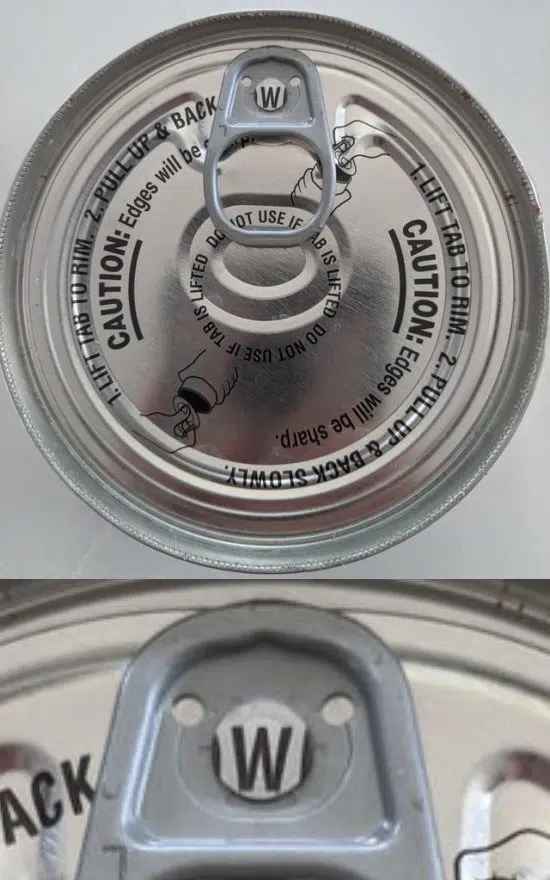 W
1. LIFT TAB TO RIM. 2. PULL UP & BACK
CAUTION: Edges will be
1. LIFT TAB TO RIM. 2. PULL UP & BACK SLOWLY.
CAUTION: Edges will be sharp.
DO NOT USE IF TAB IS LIFTED DO NOT USE IF TAB IS LIFTED
W
ACK